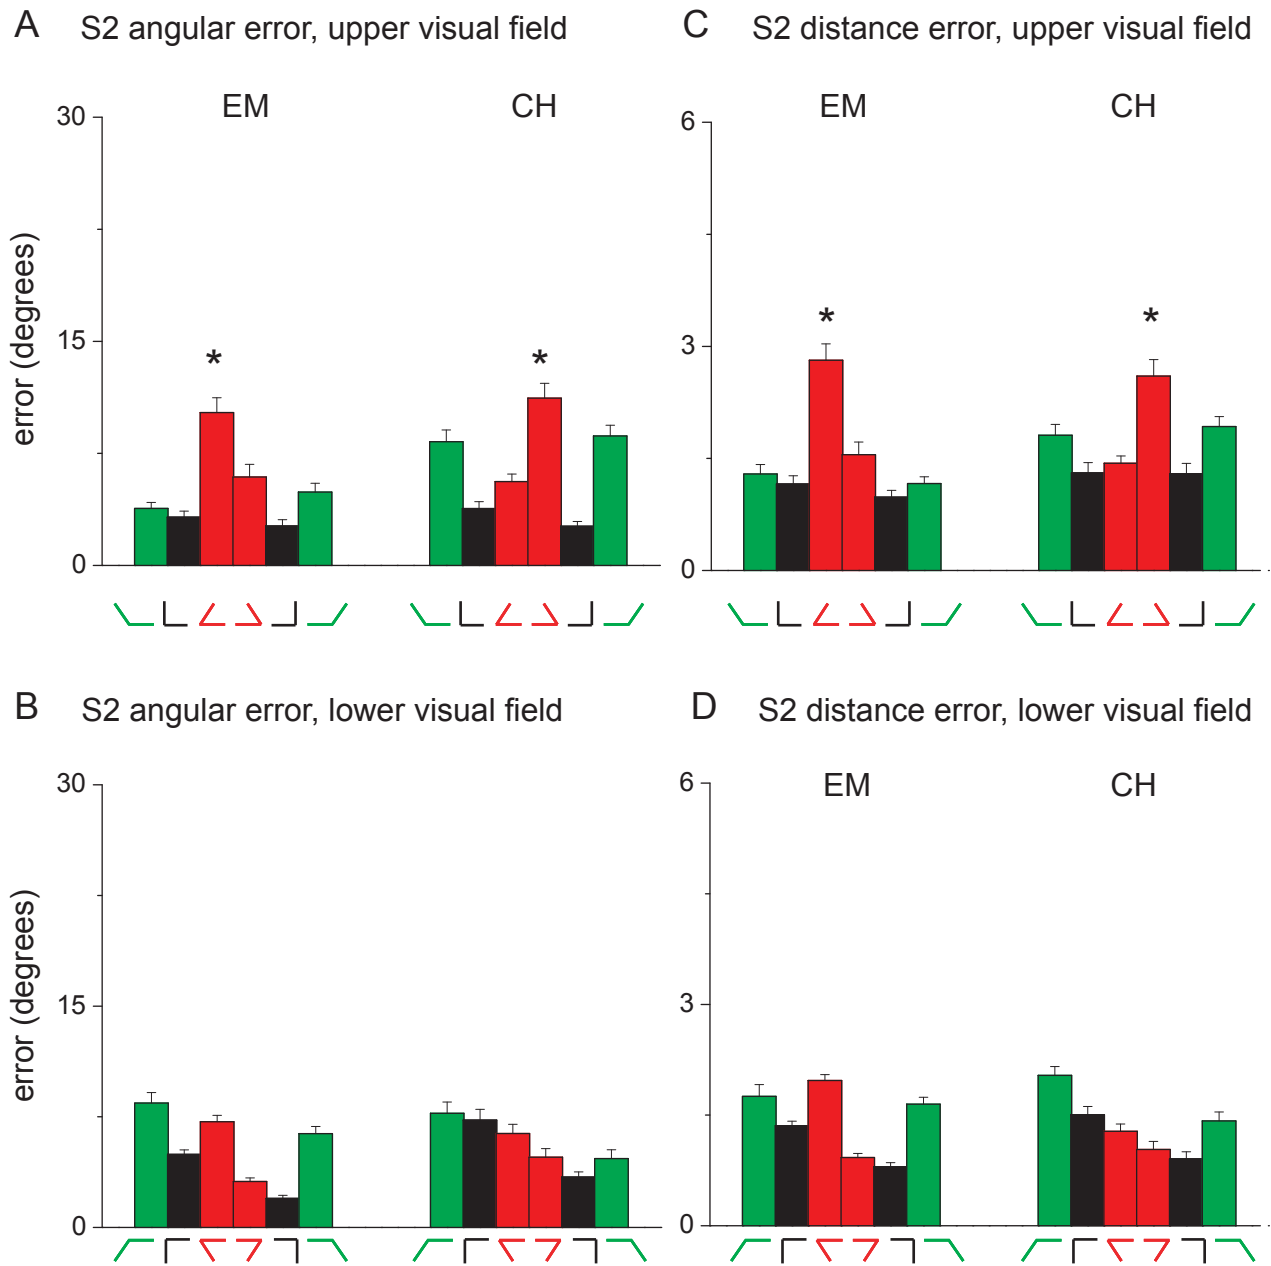 A S2 angular error, upper visual field
EM CH
30
15
0
error (degrees)
* *
C S2 distance error, upper visual field
EM CH
6
3
0
* *
B S2 angular error, lower visual field
30
15
0
error (degrees)
D S2 distance error, lower visual field
EM CH
6
3
0